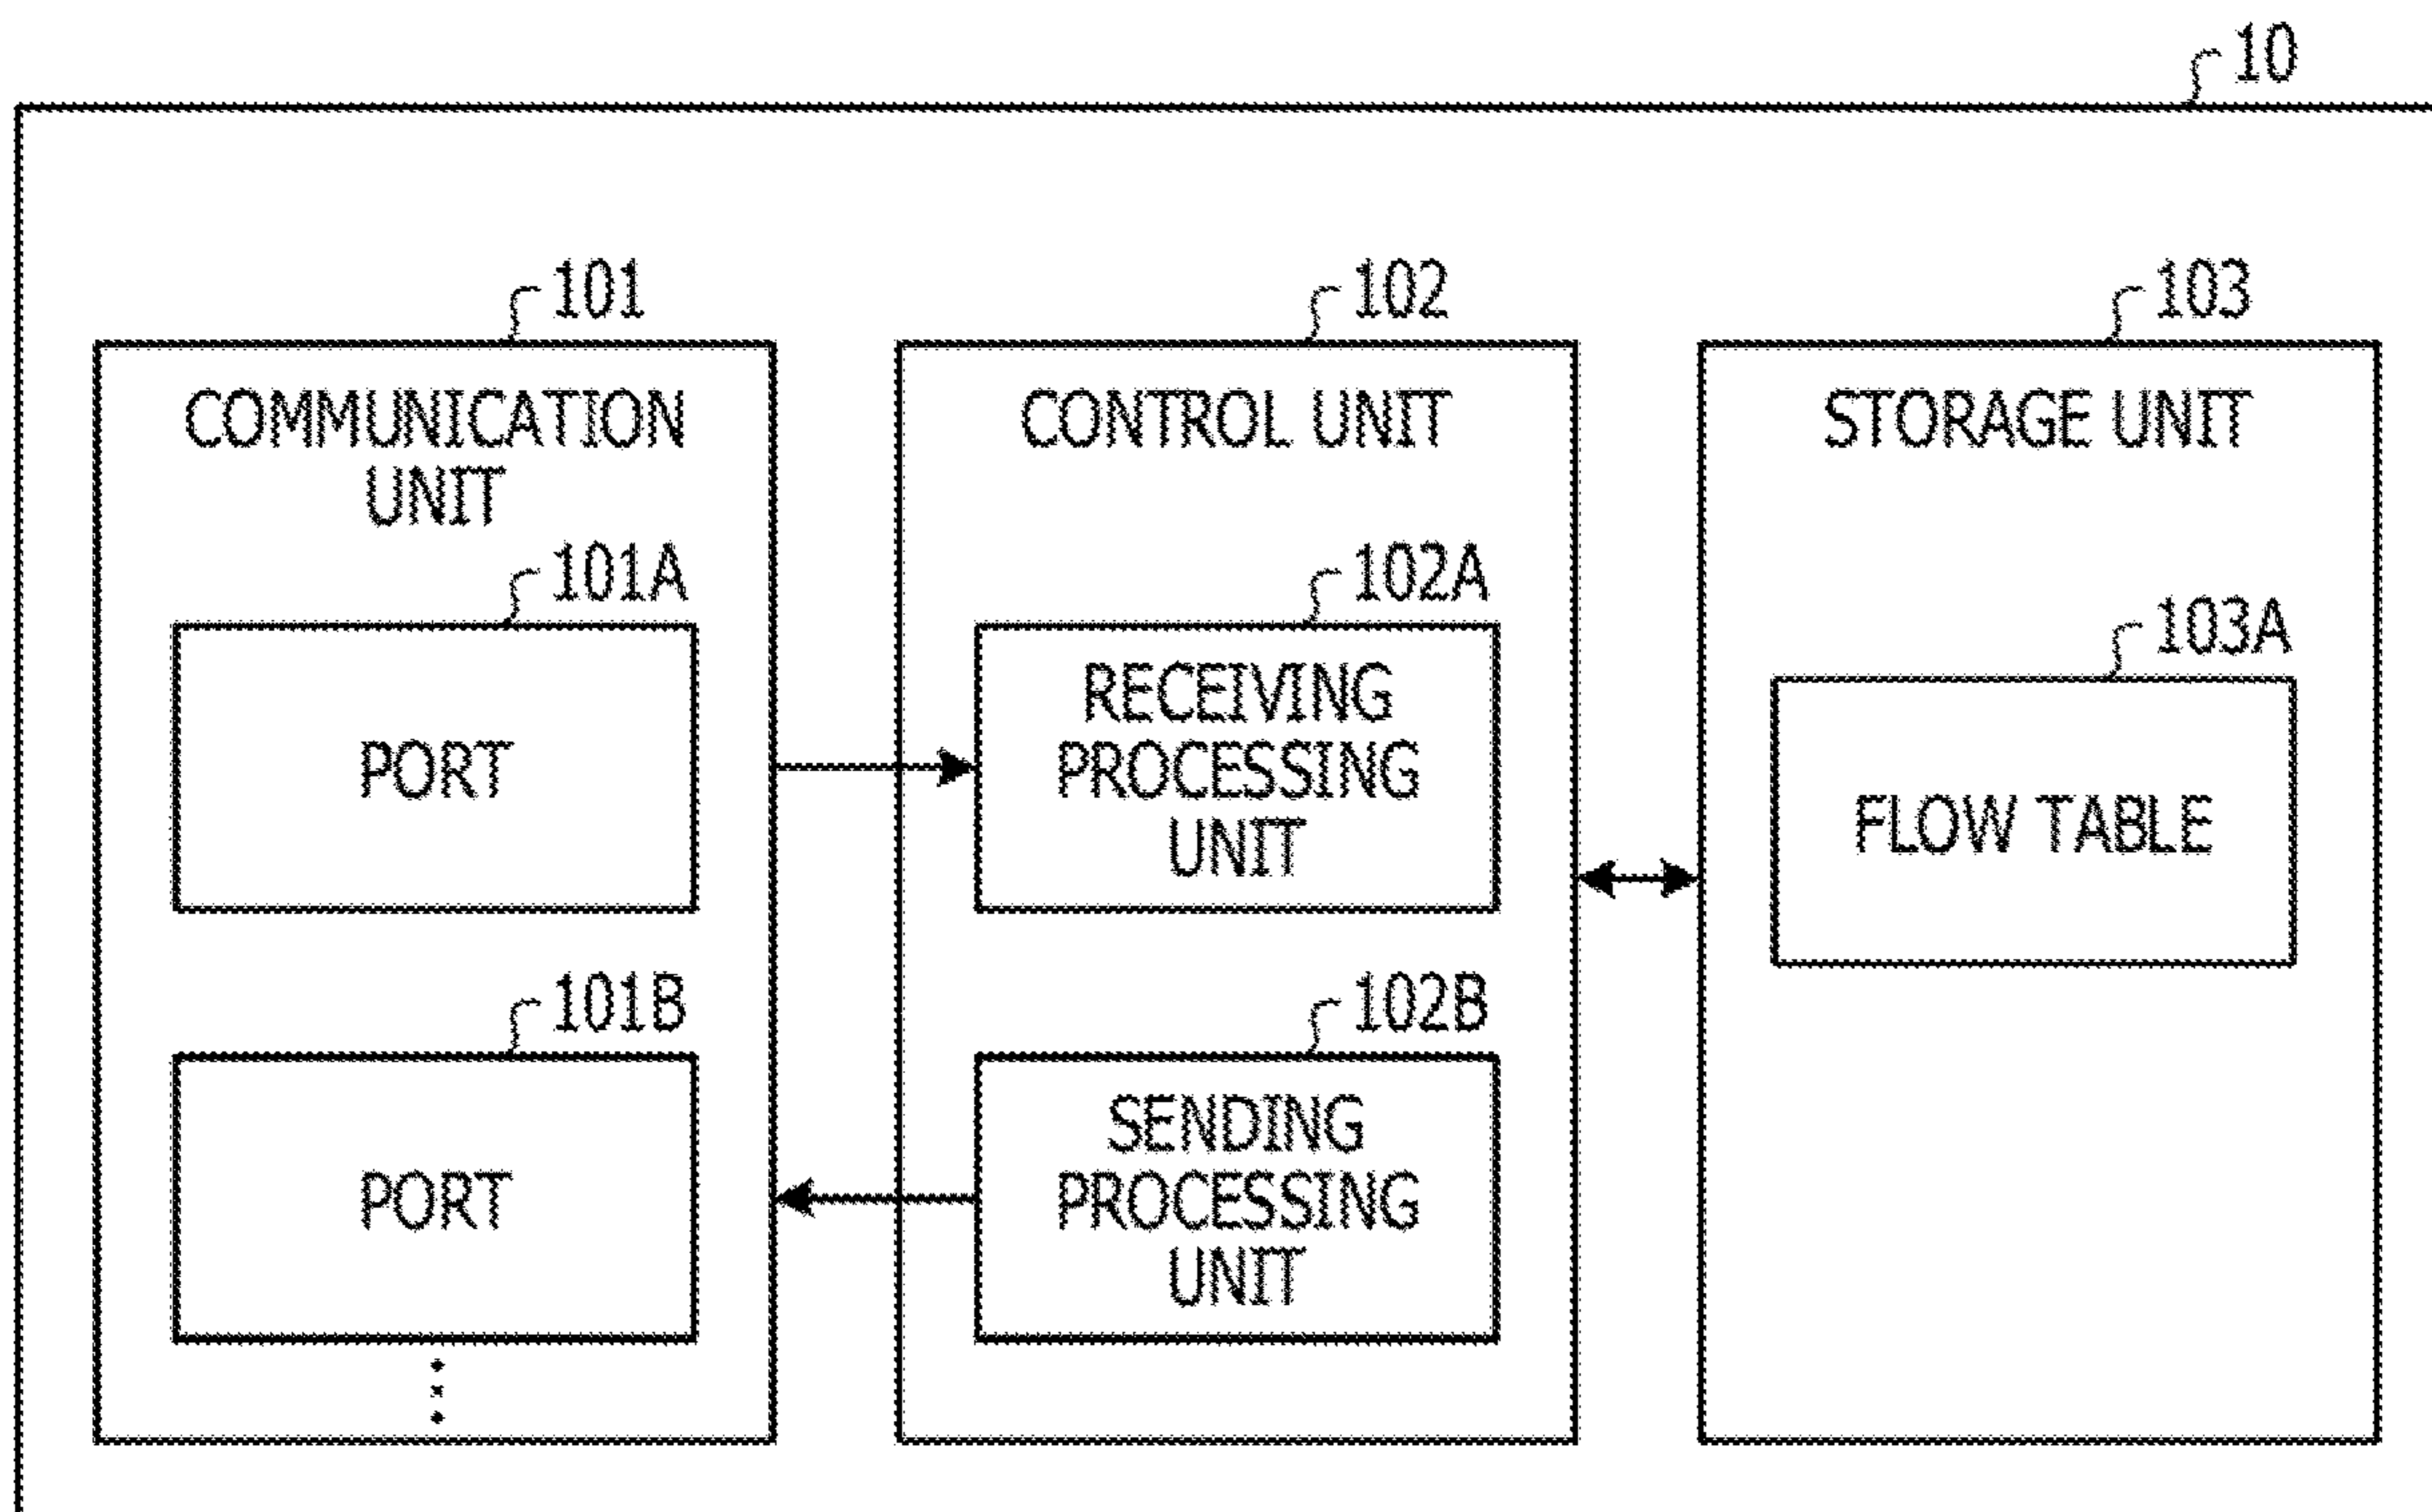 10
101
COMMUNICATION
UNIT
101A
PORT
101B
PORT
102
CONTROL UNIT
102A
RECEIVING
PROCESSING
UNIT
102B
SENDING
PROCESSING
UNIT
103
STORAGE UNIT
103A
FLOW TABLE